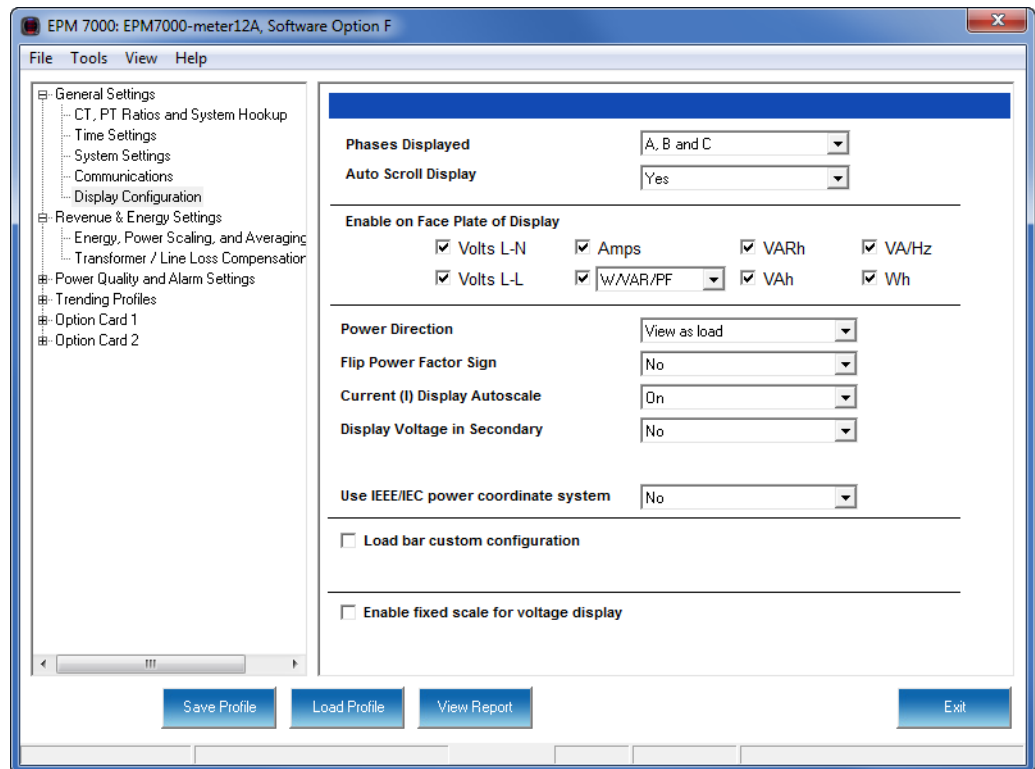 EPM 7000: EPM7000-meter12A, Software Option F
File Tools View Help
General Settings
CT, PT Ratios and System Hookup
Time Settings
System Settings
Communications
Display Configuration
Revenue & Energy Settings
Energy, Power Scaling, and Averaging
Transformer / Line Loss Compensation
Power Quality and Alarm Settings
Trending Profiles
Option Card 1
Option Card 2
Phases Displayed A, B and C
Auto Scroll Display Yes
Enable on Face Plate of Display
Volts L-N Amps VARh VA/Hz
Volts L-L W/VAR/PF VAh Wh
Power Direction View as load
Flip Power Factor Sign No
Current (I) Display Autoscale On
Display Voltage in Secondary No
Use IEEE/IEC power coordinate system No
Load bar custom configuration
Enable fixed scale for voltage display
Save Profile Load Profile View Report Exit